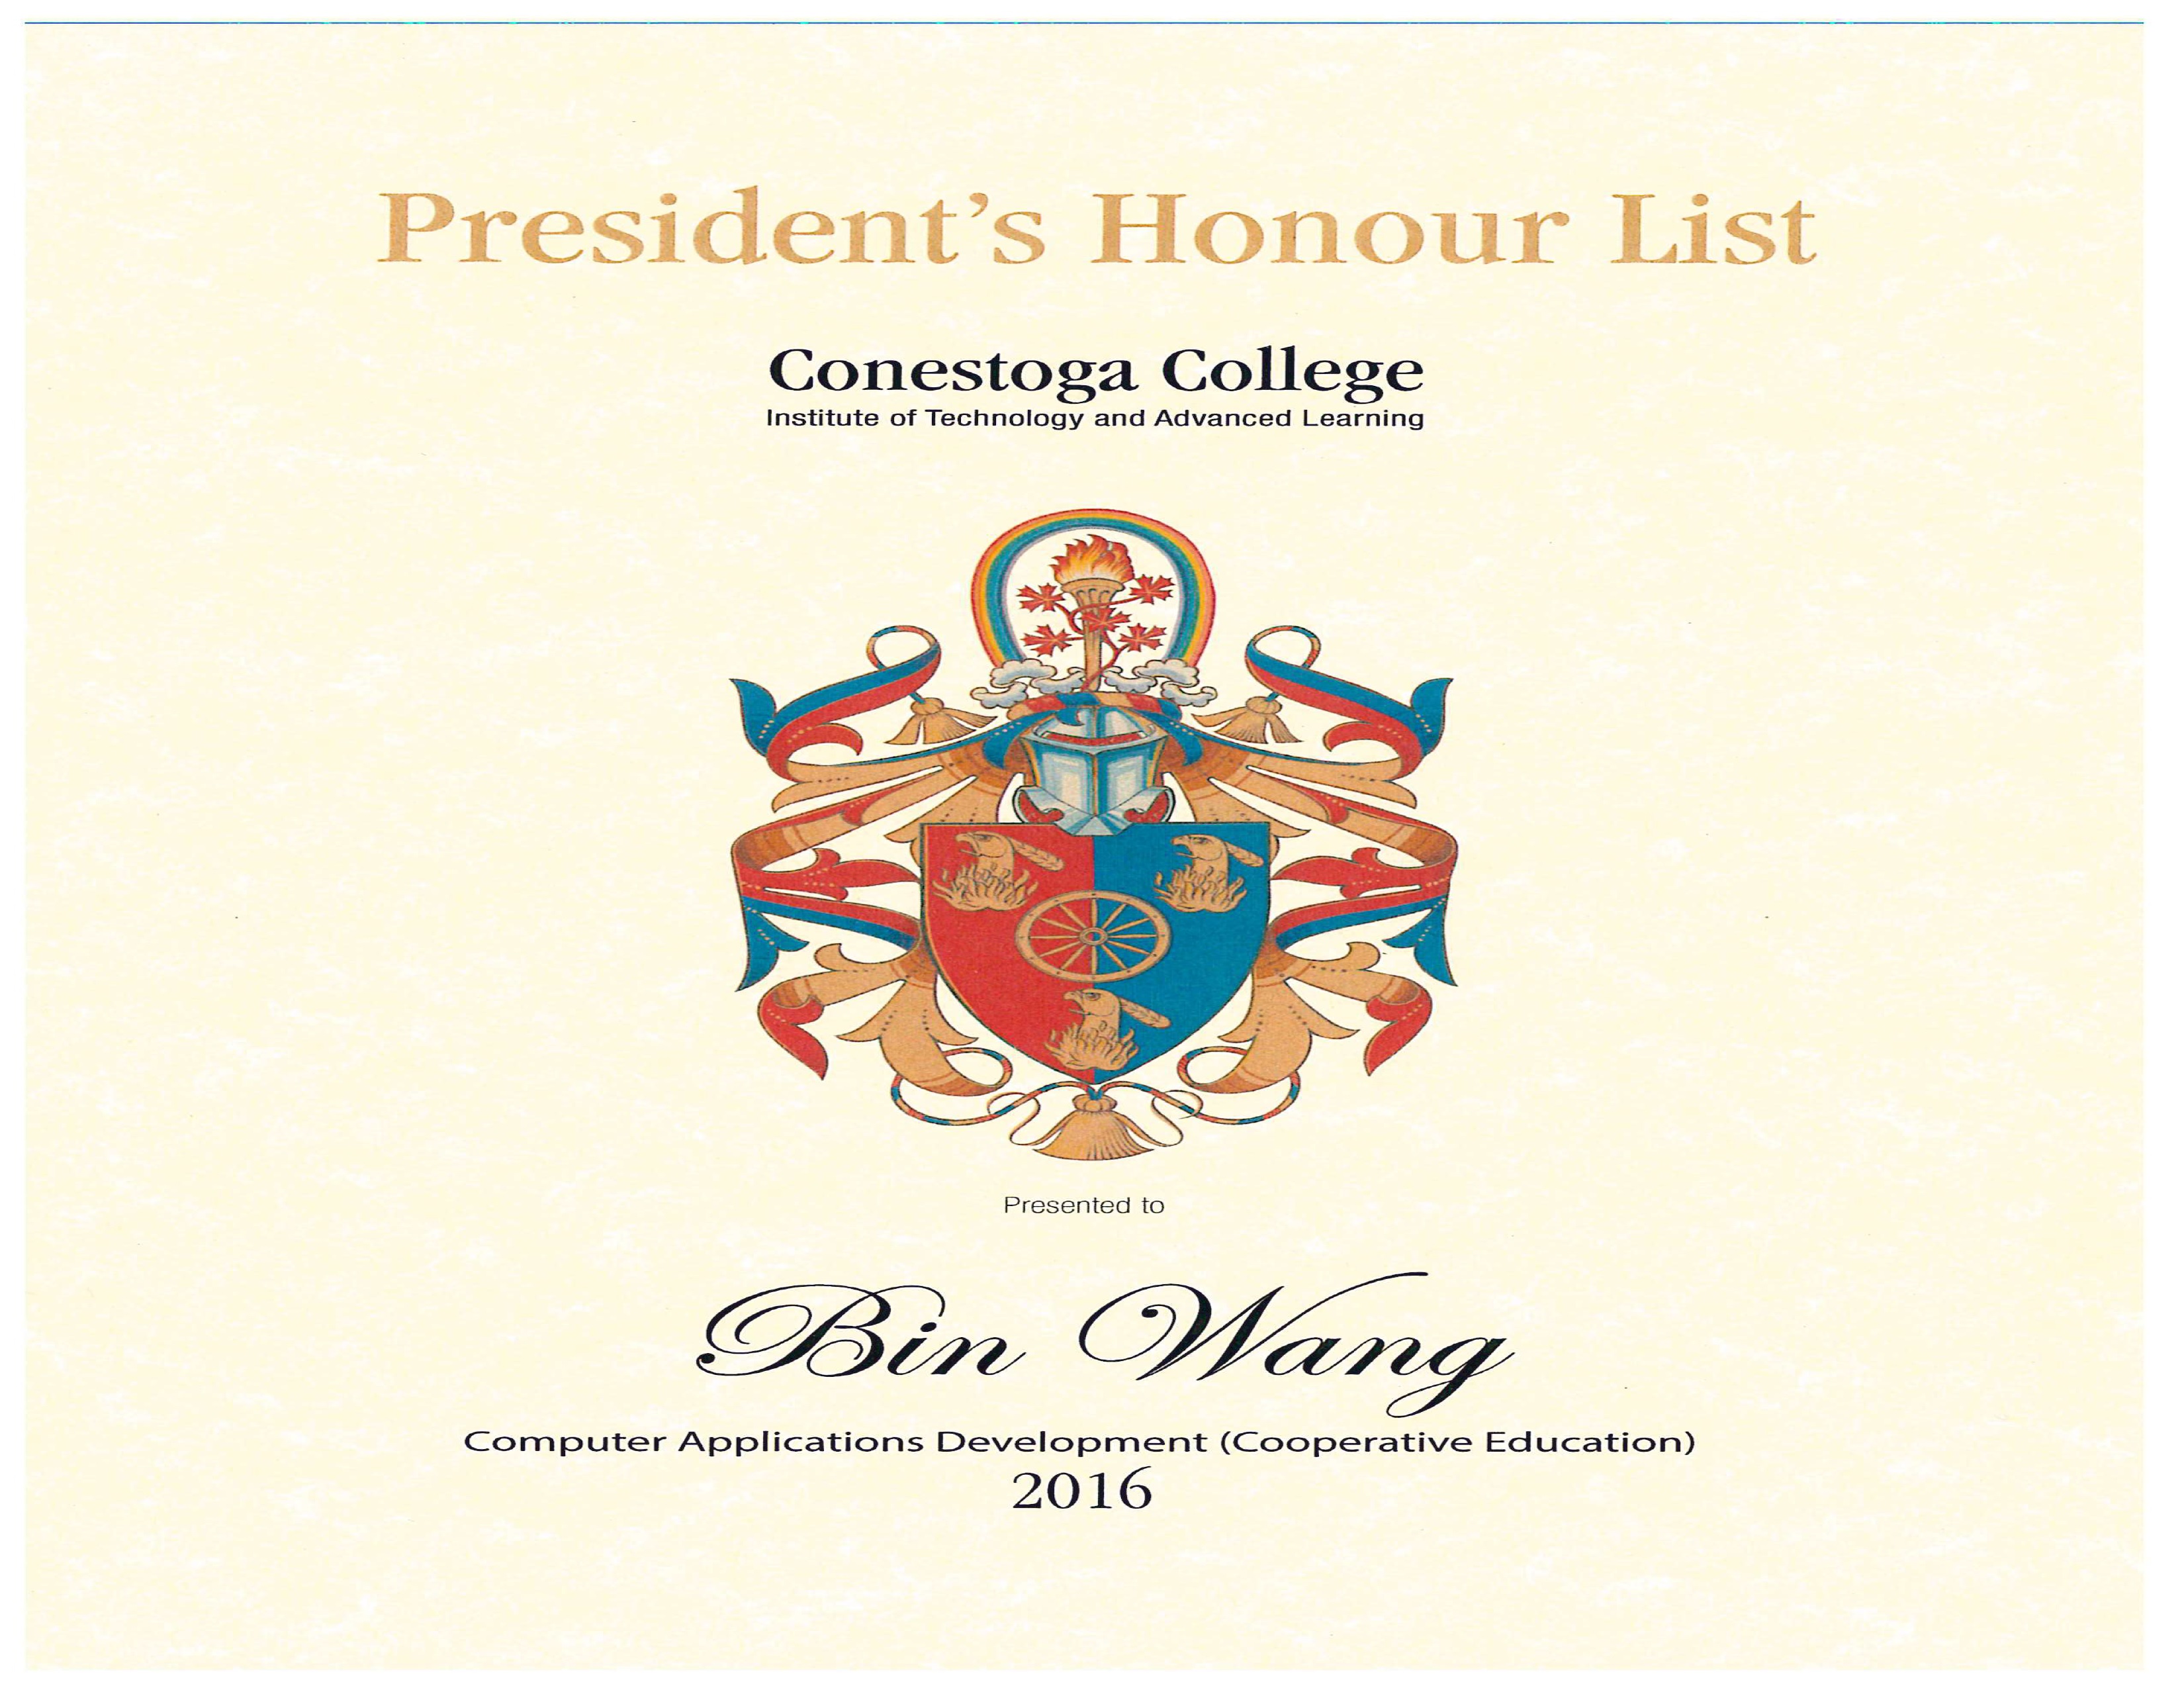 President's Honour List
Conestoga College
Institute of Technology and Advanced Learning
Presented to
Bin Wang
Computer Applications Development (Cooperative Education)
2016